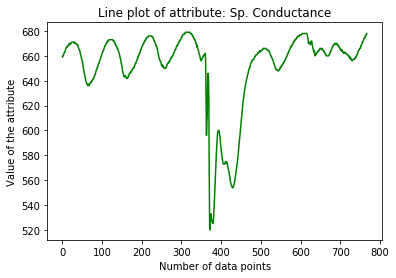 Line plot of attribute: Sp. Conductance
680
660
640
620
600
580
560
540
520
Value of the attribute
0 100 200 300 400 500 600 700 800
Number of data points